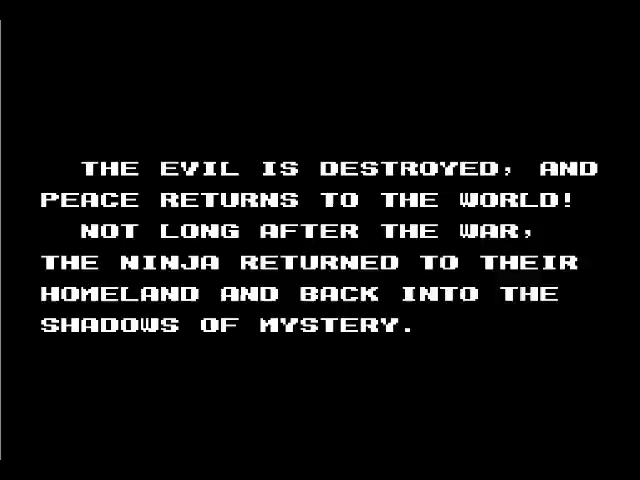 THE EVIL IS DESTROYED, AND
PEACE RETURNS TO THE WORLD!
NOT LONG AFTER THE WAR,
THE NINJA RETURNED TO THEIR
HOMELAND AND BACK INTO THE
SHADOWS OF MYSTERY.